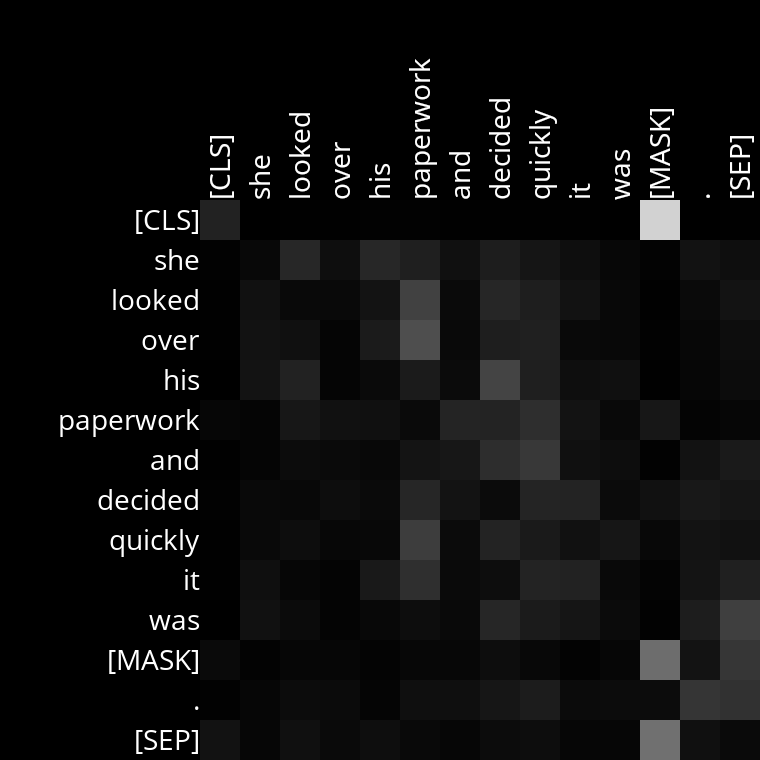 [CLS] she looked over his paperwork and decided quickly it was [MASK] . [SEP]
[CLS]
she
looked
over
his
paperwork
and
decided
quickly
it
was
[MASK]
.
[SEP]